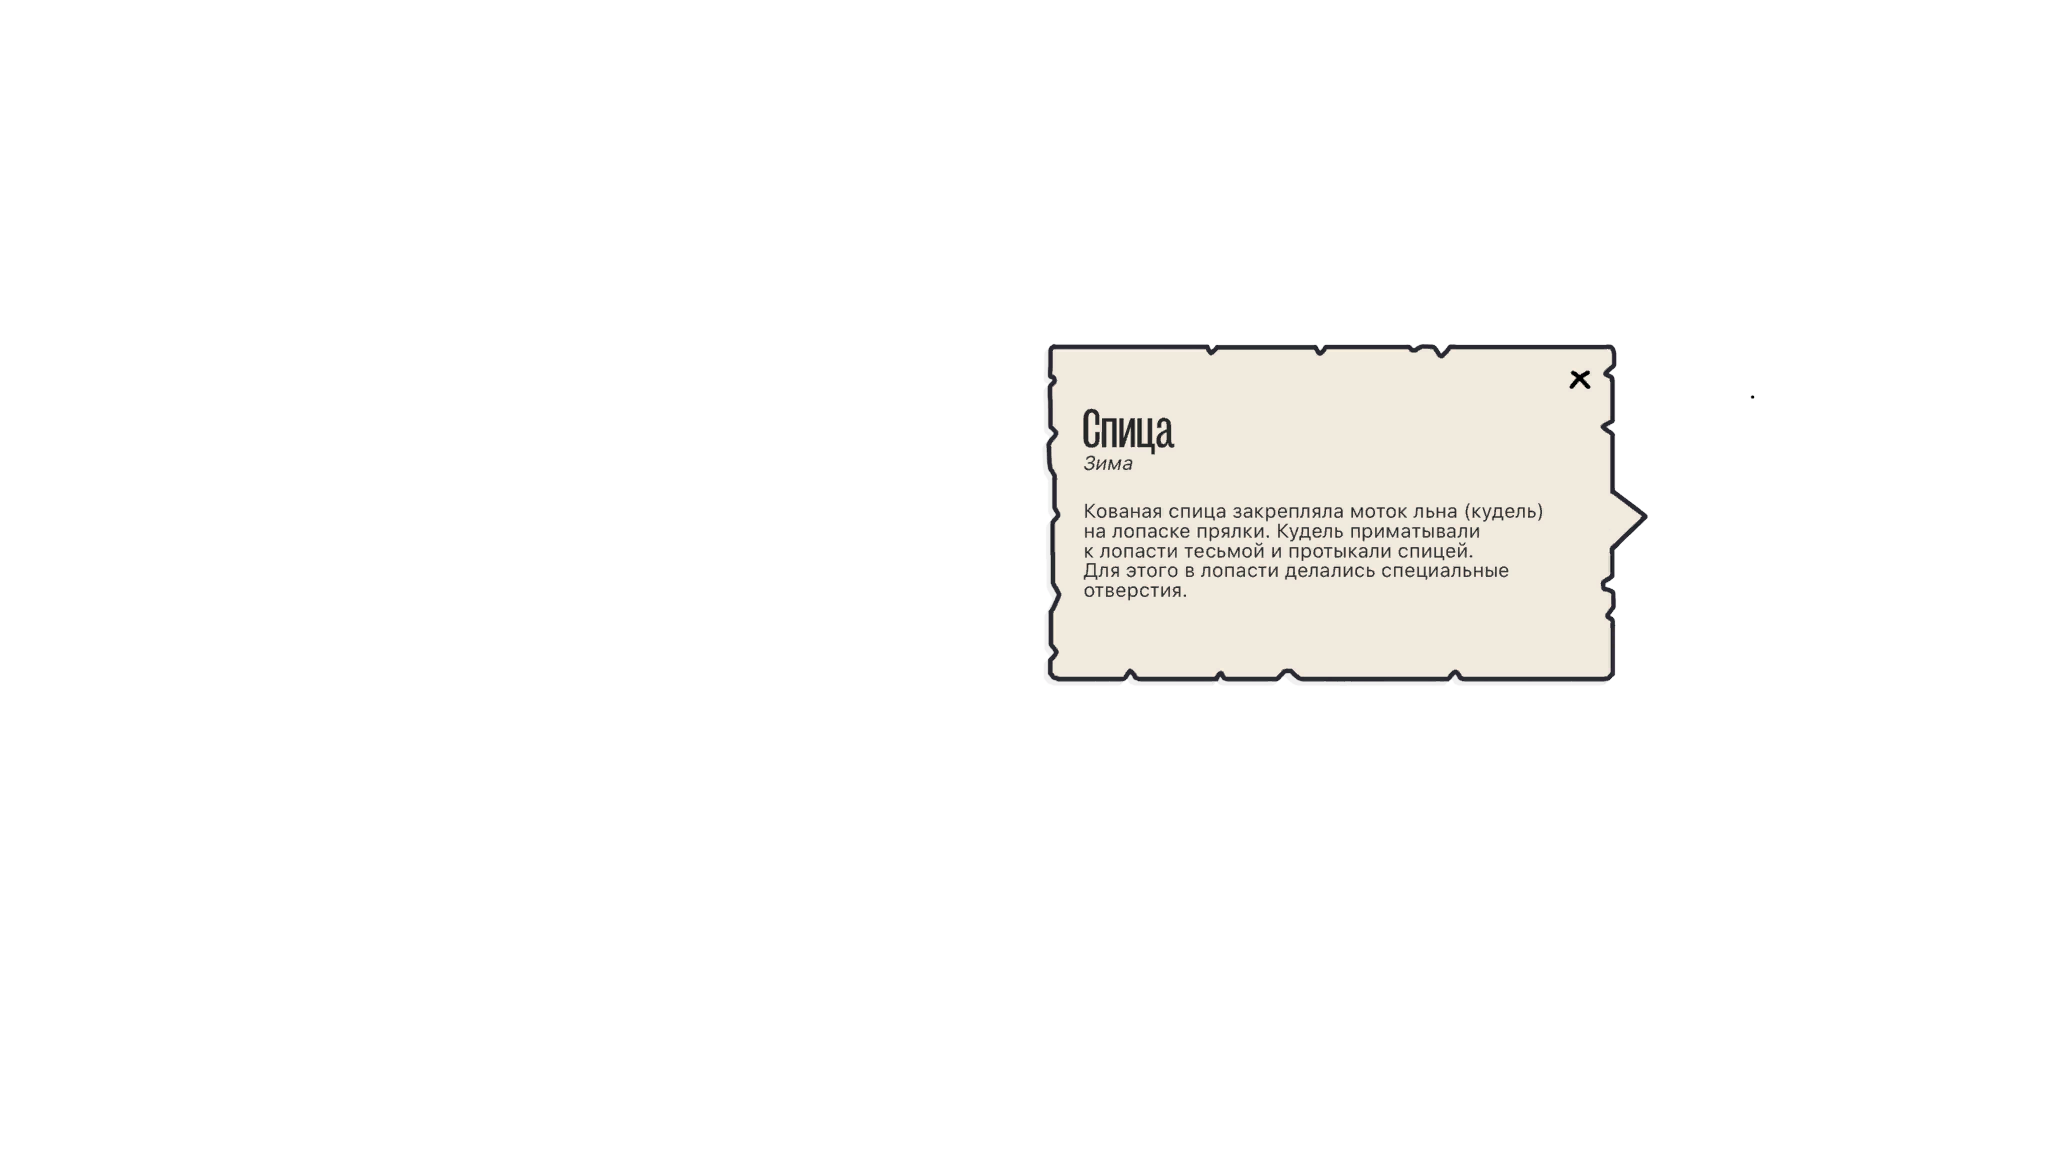 Спица
Зима
Кованая спица закрепляла моток льна (кудель)
на лопаске прялки. Кудель приматывали
к лопасти тесьмой и протыкали спицей.
Для этого в лопасти делались специальные
отверстия.